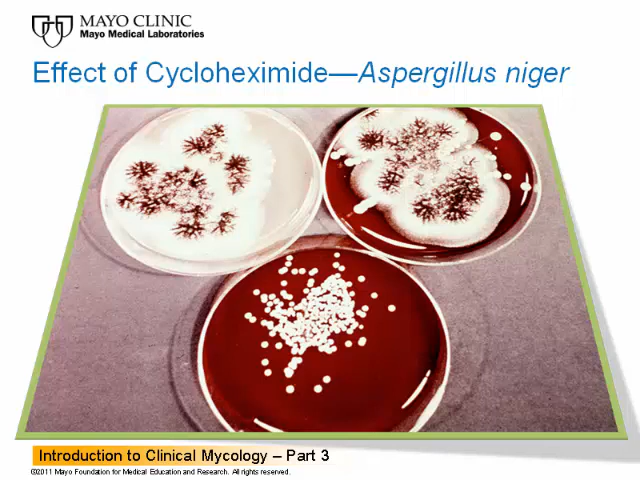 MAYO CLINIC
Mayo Medical Laboratories
Effect of Cycloheximide—Aspergillus niger
Introduction to Clinical Mycology – Part 3
©2011 Mayo Foundation for Medical Education and Research. All rights reserved.